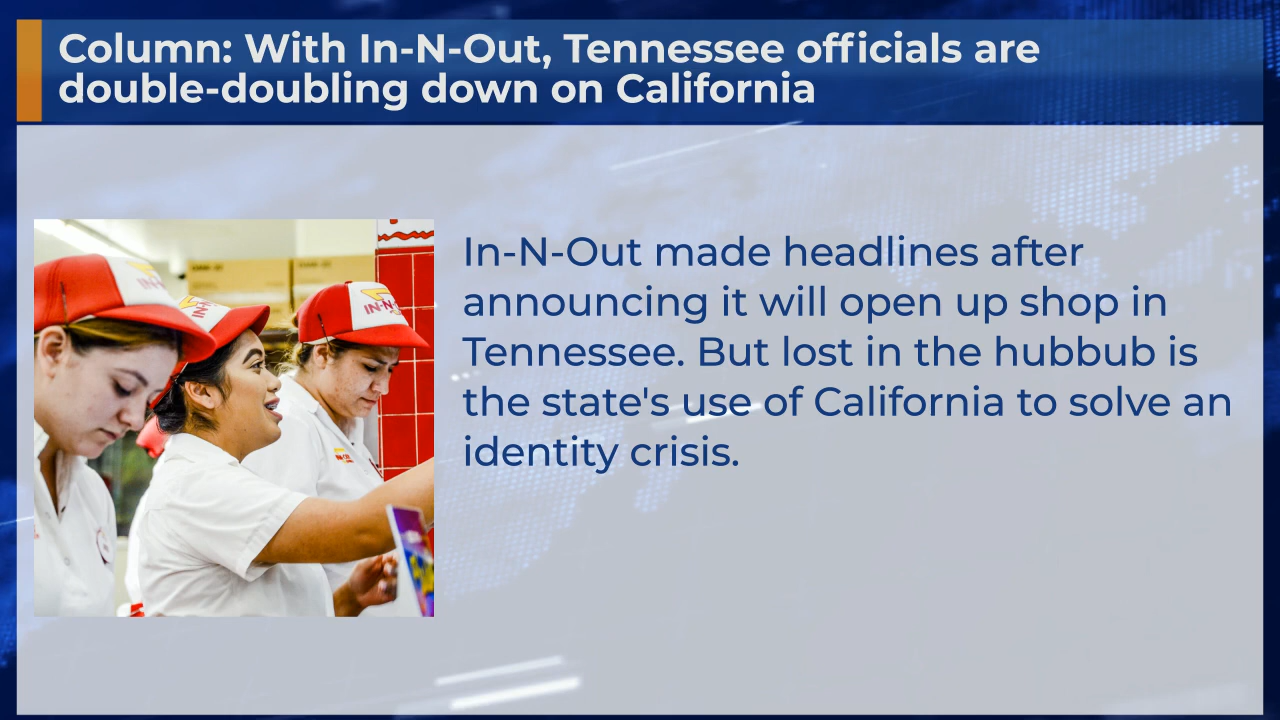 Column: With In-N-Out, Tennessee officials are
double-doubling down on California
In-N-Out made headlines after
announcing it will open up shop in
Tennessee. But lost in the hubbub is
the state's use of California to solve an
identity crisis.